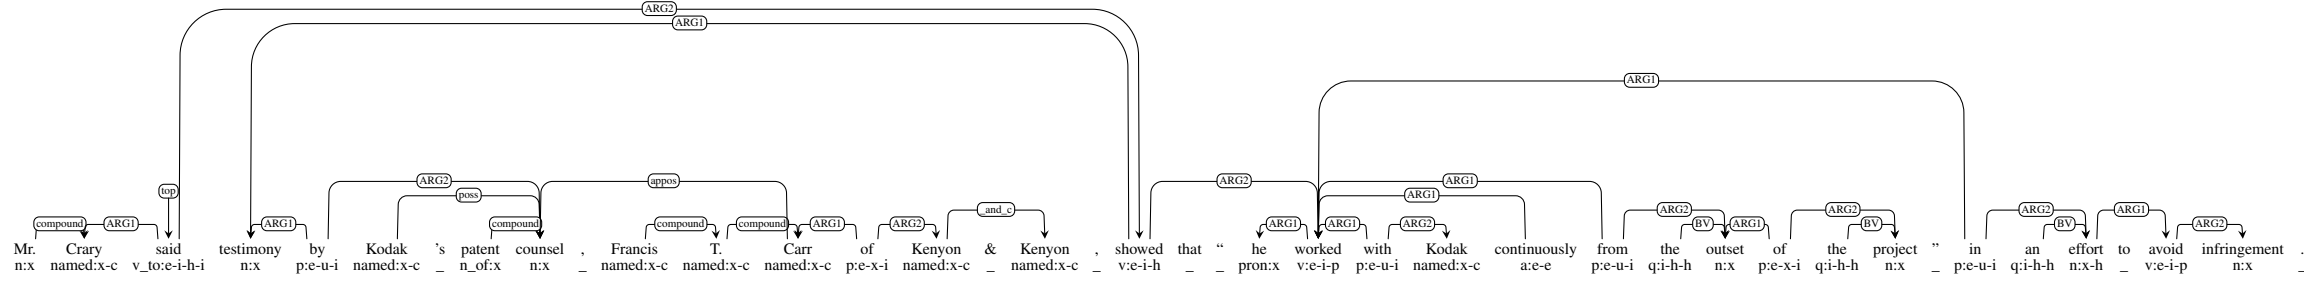 ARG2
ARG1
ARG1
ARG2 appos ARG2 ARG1
top poss ARG1
_and_c ARG2 ARG2 ARG2 ARG1
compound ARG1 ARG1 compound compound compound ARG1 ARG2 ARG1 ARG1 ARG2 BV ARG1 BV BV ARG2
Mr. Crary said testimony by Kodak 's patent counsel , Francis T. Carr of Kenyon & Kenyon , showed that “ he worked with Kodak continuously from the outset of the project ” in an effort to avoid infringement .
n:x named:x-c v_to:e-i-h-i n:x p:e-u-i named:x-c _ n_of:x n:x _ named:x-c named:x-c named:x-c p:e-x-i named:x-c _ named:x-c _ v:e-i-h _ _ pron:x v:e-i-p p:e-u-i named:x-c a:e-e p:e-u-i q:i-h-h n:x p:e-x-i q:i-h-h n:x _ p:e-u-i q:i-h-h n:x-h _ v:e-i-p n:x _